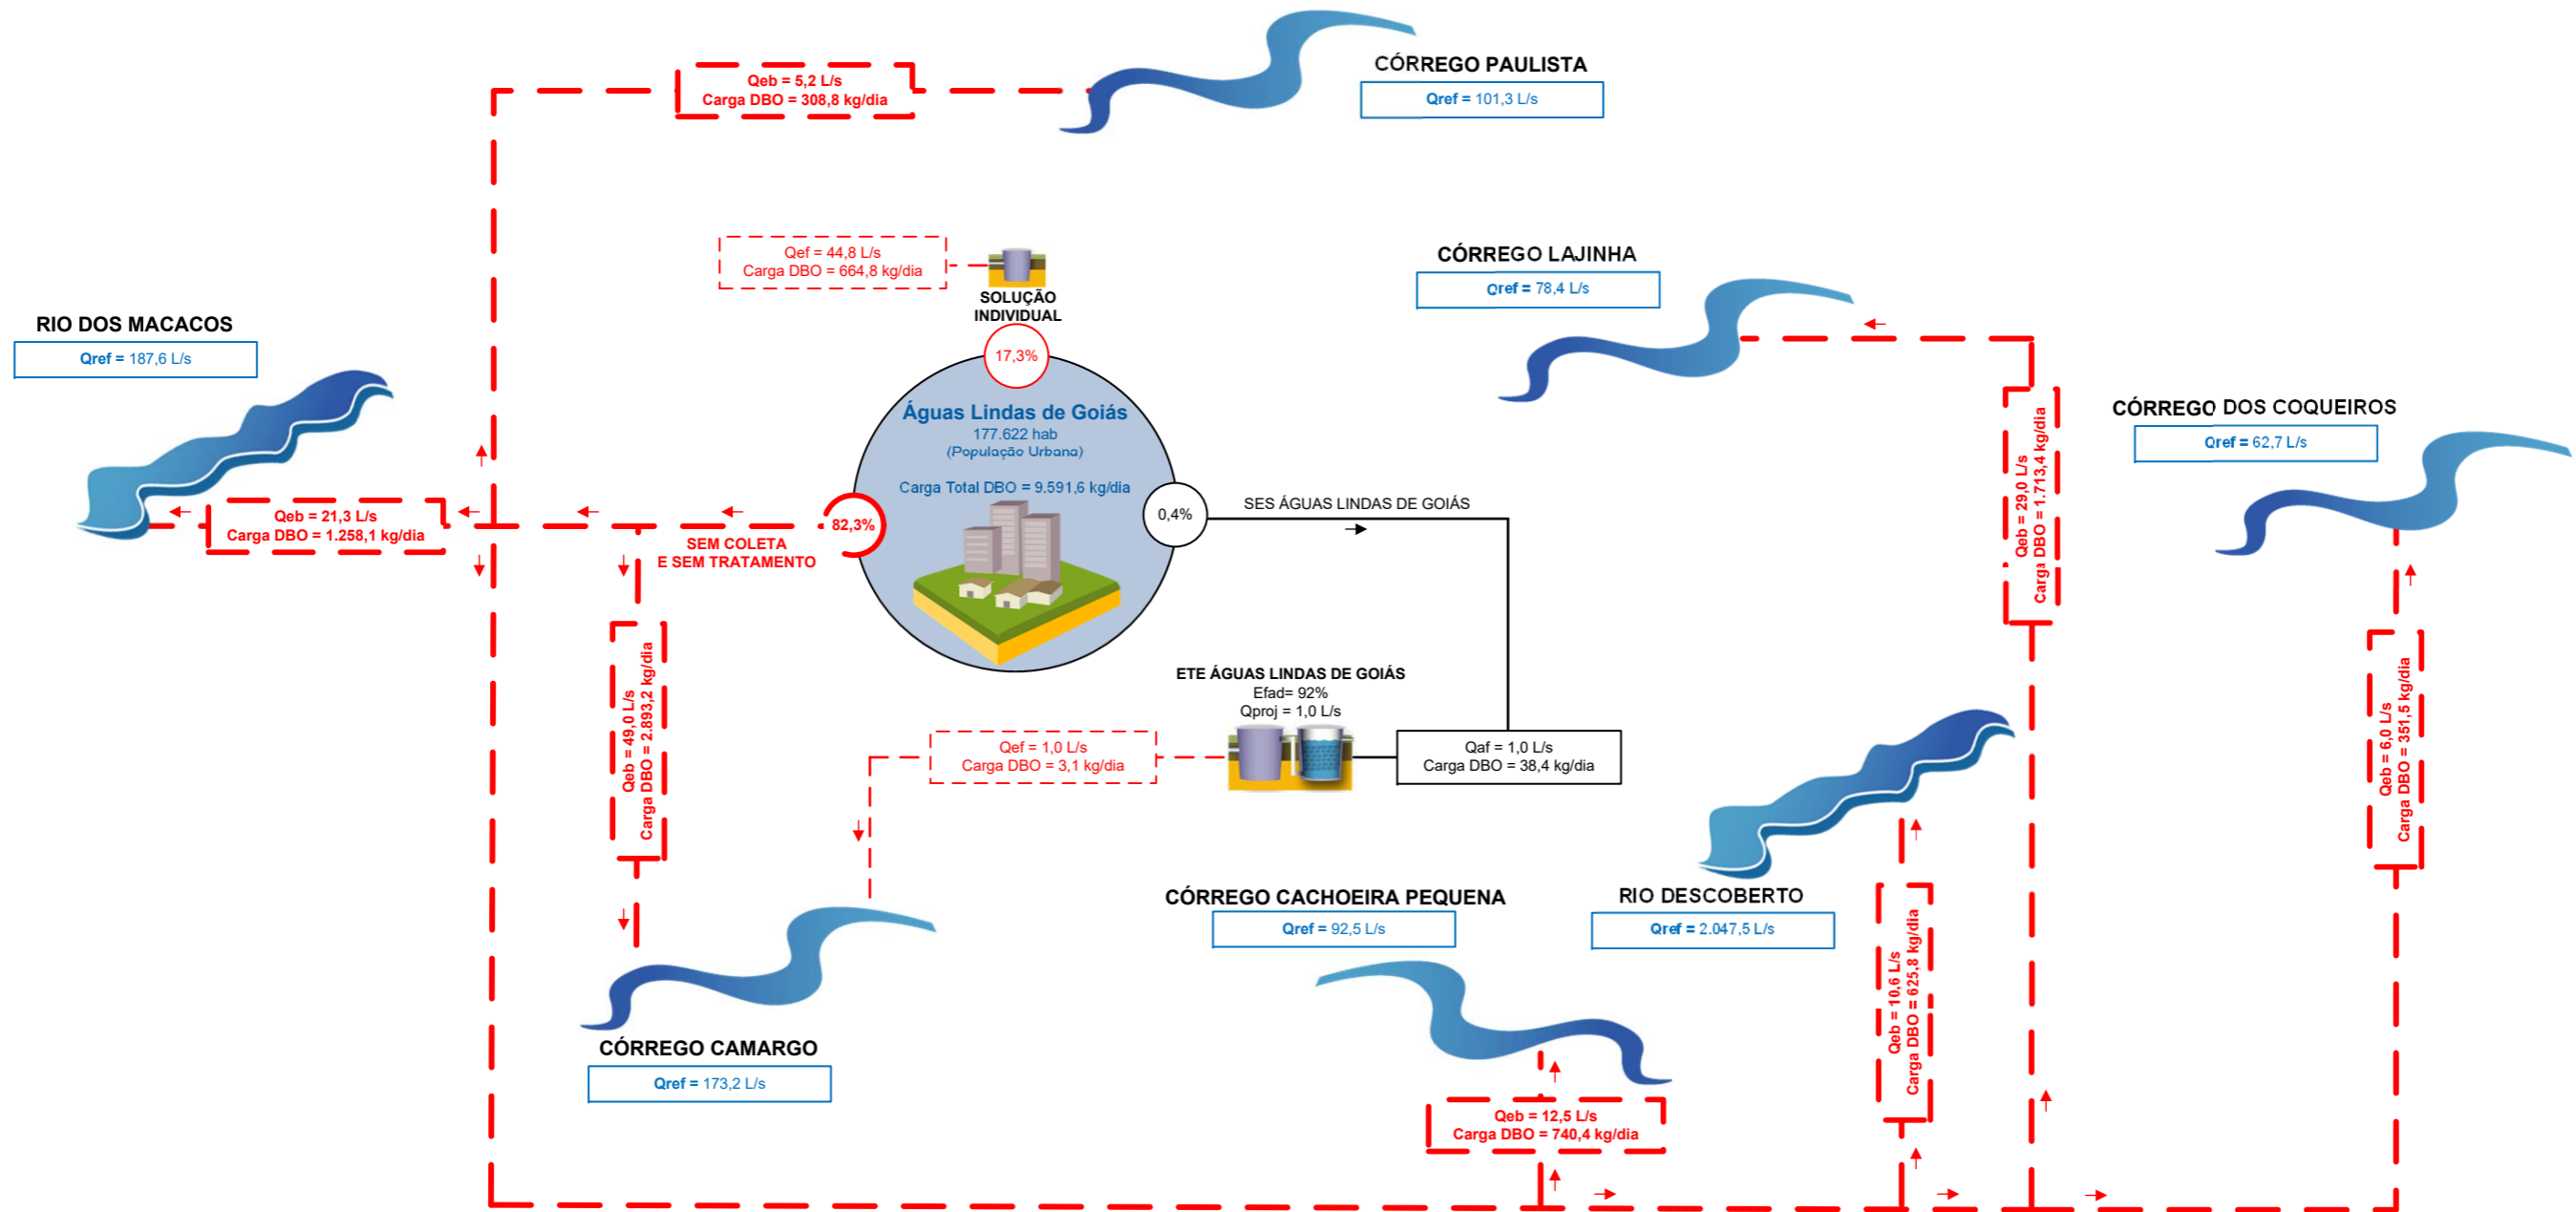 CÓRREGO PAULISTA
Qref = 101,3 L/s
Qeb = 5,2 L/s
Carga DBO = 308,8 kg/dia
Qef = 44,8 L/s
Carga DBO = 664,8 kg/dia
SOLUÇÃO
INDIVIDUAL
17,3%
CÓRREGO LAJINHA
Qref = 78,4 L/s
RIO DOS MACACOS
Qref = 187,6 L/s
Águas Lindas de Goiás
177.622 hab
(População Urbana)
Carga Total DBO = 9.591,6 kg/dia
CÓRREGO DOS COQUEIROS
Qref = 62,7 L/s
Qeb = 29,0 L/s
Carga DBO = 1.713,4 kg/dia
Qeb = 21,3 L/s
Carga DBO = 1.258,1 kg/dia
82,3%
SEM COLETA
E SEM TRATAMENTO
0,4%
SES ÁGUAS LINDAS DE GOIÁS
Qeb = 49,0 L/s
Carga DBO = 2.893,2 kg/dia
ETE ÁGUAS LINDAS DE GOIÁS
Efad= 92%
Qproj = 1,0 L/s
Qef = 1,0 L/s
Carga DBO = 3,1 kg/dia
Qaf = 1,0 L/s
Carga DBO = 38,4 kg/dia
Qeb = 6,0 L/s
Carga DBO = 351,5 kg/dia
CÓRREGO CACHOEIRA PEQUENA
Qref = 92,5 L/s
RIO DESCOBERTO
Qref = 2.047,5 L/s
Qeb = 10,6 L/s
Carga DBO = 625,8 kg/dia
CÓRREGO CAMARGO
Qref = 173,2 L/s
Qeb = 12,5 L/s
Carga DBO = 740,4 kg/dia